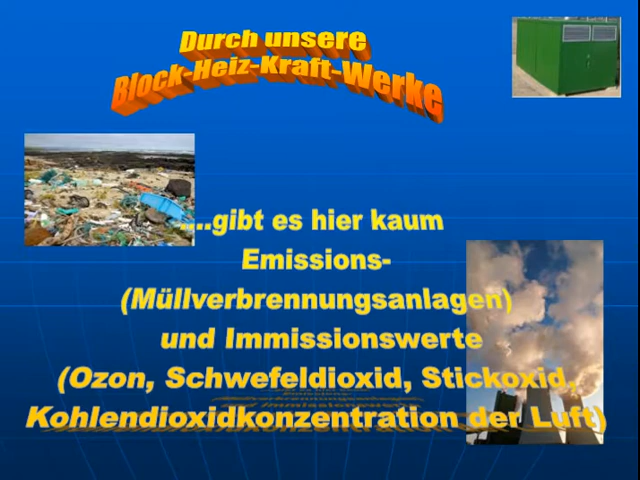 Durch unsere
Block-Heiz-Kraft-Werke
....gibt es hier kaum
Emissions-
(Müllverbrennungsanlagen)
und Immissionswerte
(Ozon, Schwefeldioxid, Stickoxid,
Kohlendioxidkonzentration der Luft)